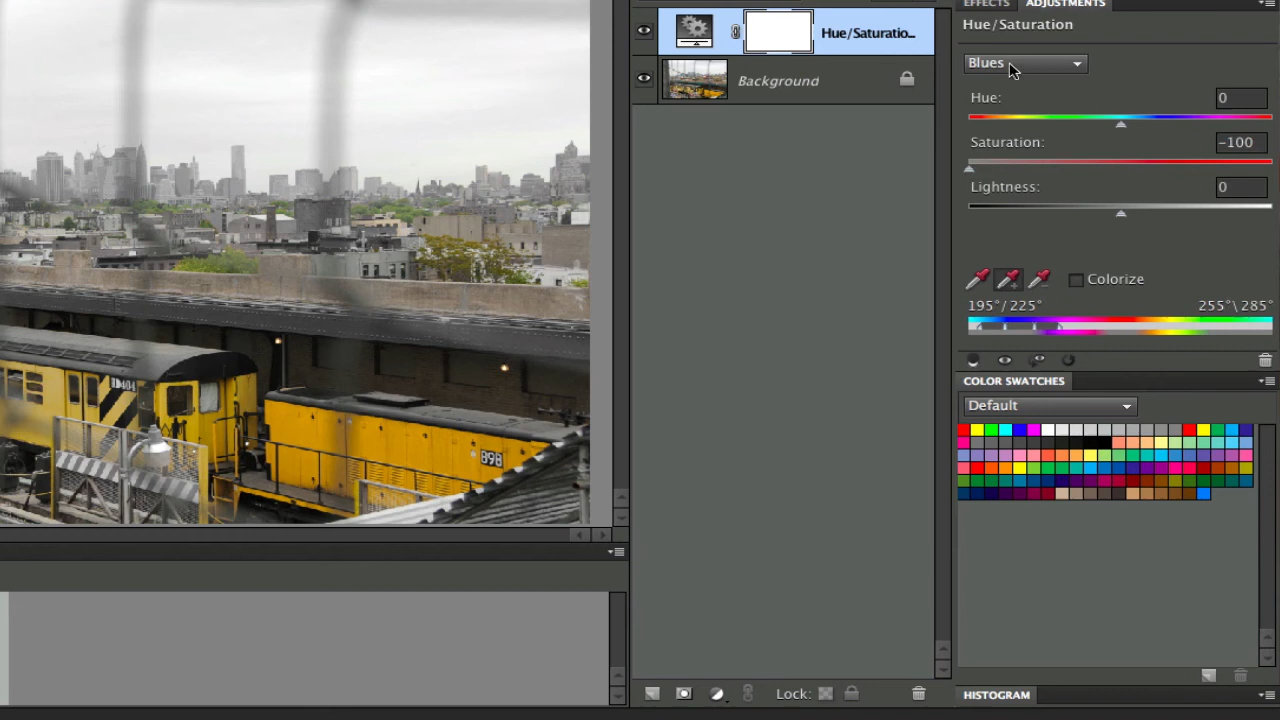 EFFECTS
ADJUSTMENTS
Hue/Saturation
Hue/Saturatio...
Blues
Background
Hue:
0
Saturation:
-100
Lightness:
0
Colorize
195°/225°
255°\285°
COLOR SWATCHES
Default
898
Lock:
HISTOGRAM